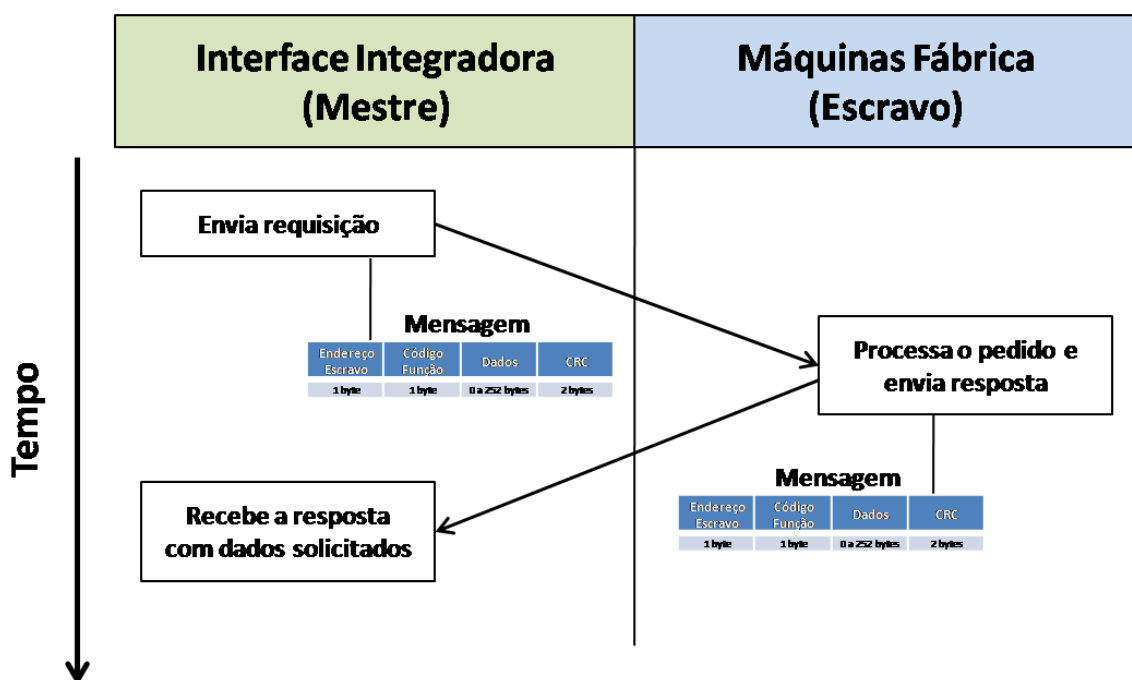 Interface Integradora
(Mestre)
Máquinas Fábrica
(Escravo)
Tempo
Envia requisição
Mensagem
Endereço
Escravo
Código
Função
Dados
CRC
1 byte
1 byte
0 a 252 bytes
2 bytes
Processa o pedido e
envia resposta
Mensagem
Endereço
Escravo
Código
Função
Dados
CRC
1 byte
1 byte
0 a 252 bytes
2 bytes
Recebe a resposta
com dados solicitados